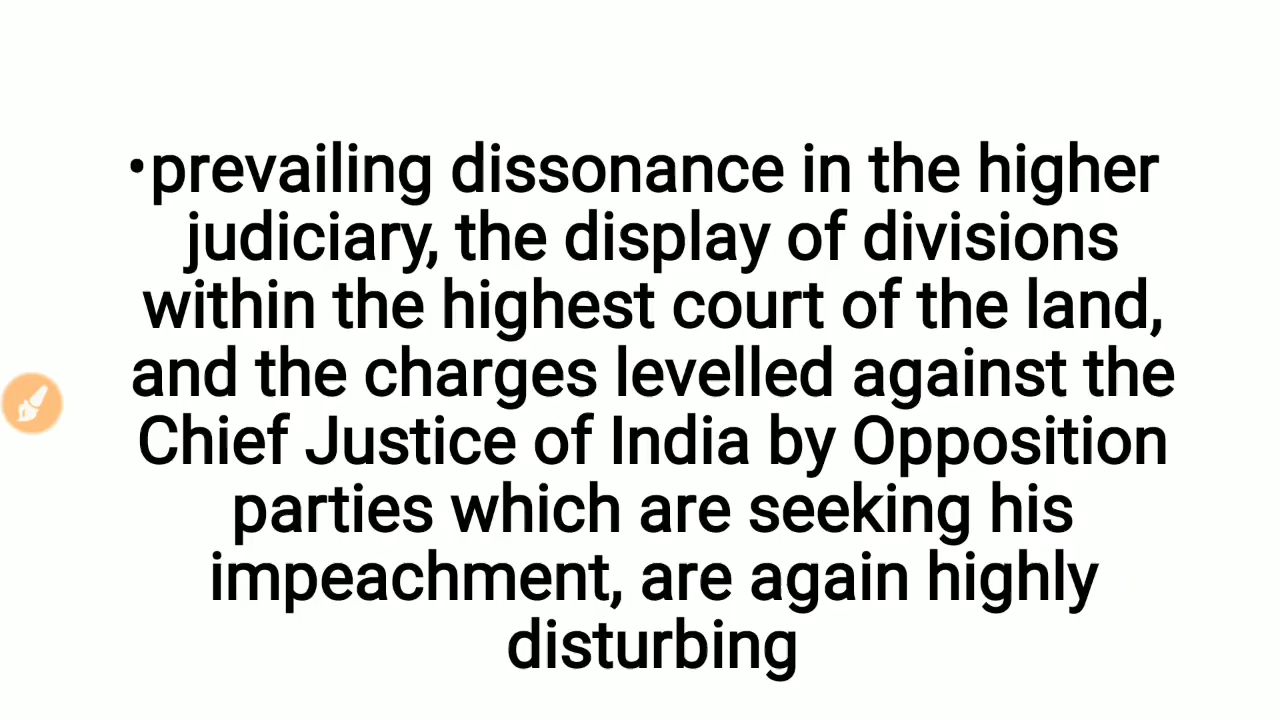 •prevailing dissonance in the higher
judiciary, the display of divisions
within the highest court of the land,
and the charges levelled against the
Chief Justice of India by Opposition
parties which are seeking his
impeachment, are again highly
disturbing